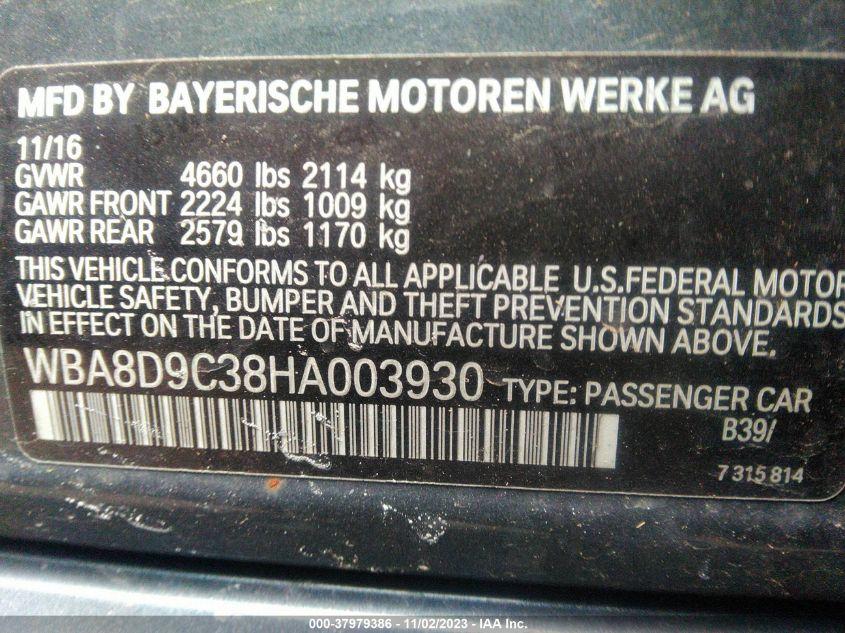 MFD BY BAYERISCHE MOTOREN WERKE AG
11/16
GVWR 4660 lbs 2114 kg
GAWR FRONT 2224 lbs 1009 kg
GAWR REAR 2579 lbs 1170 kg
THIS VEHICLE CONFORMS TO ALL APPLICABLE U.S.FEDERAL MOTOR
VEHICLE SAFETY, BUMPER AND THEFT PREVENTION STANDARDS
IN EFFECT ON THE DATE OF MANUFACTURE SHOWN ABOVE.
WBA8D9C38HA003930 TYPE: PASSENGER CAR
B39/
7 315 814
000-37979386 - 11/02/2023 - IAA Inc.